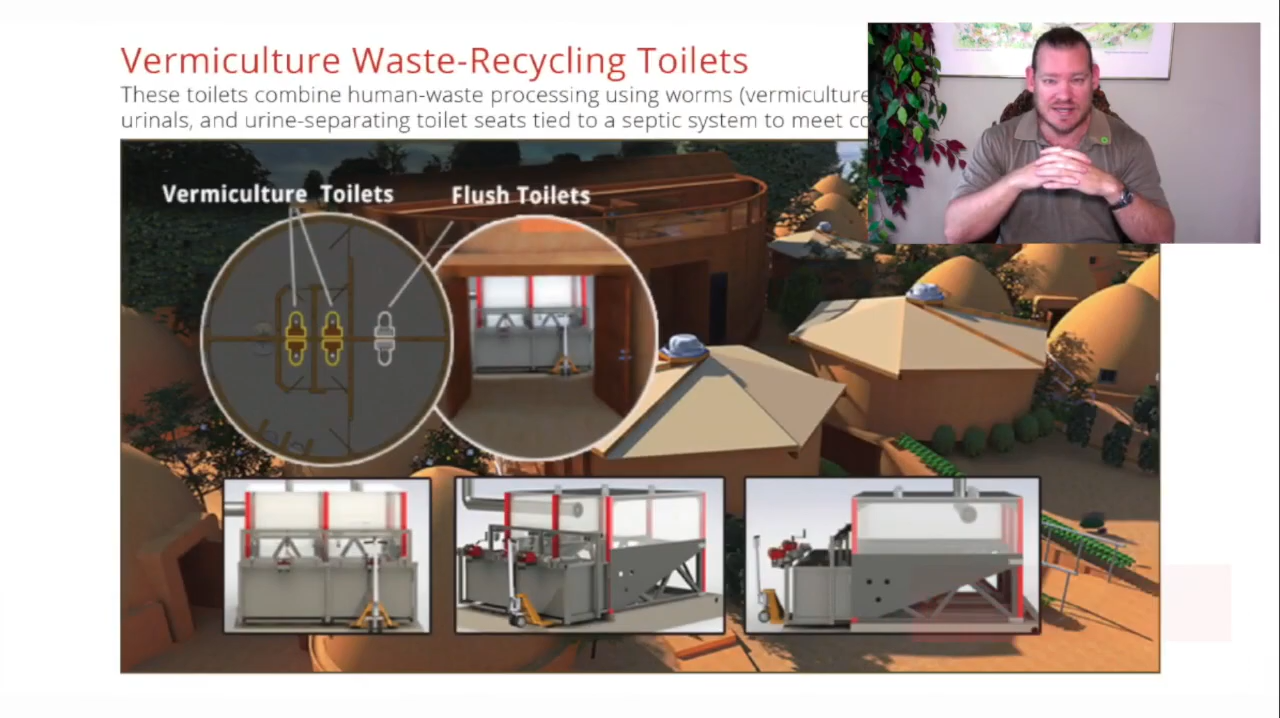 Vermiculture Waste-Recycling Toilets
These toilets combine human-waste processing using worms (vermiculture
urinals, and urine-separating toilet seats tied to a septic system to meet
Vermiculture Toilets
Flush Toilets